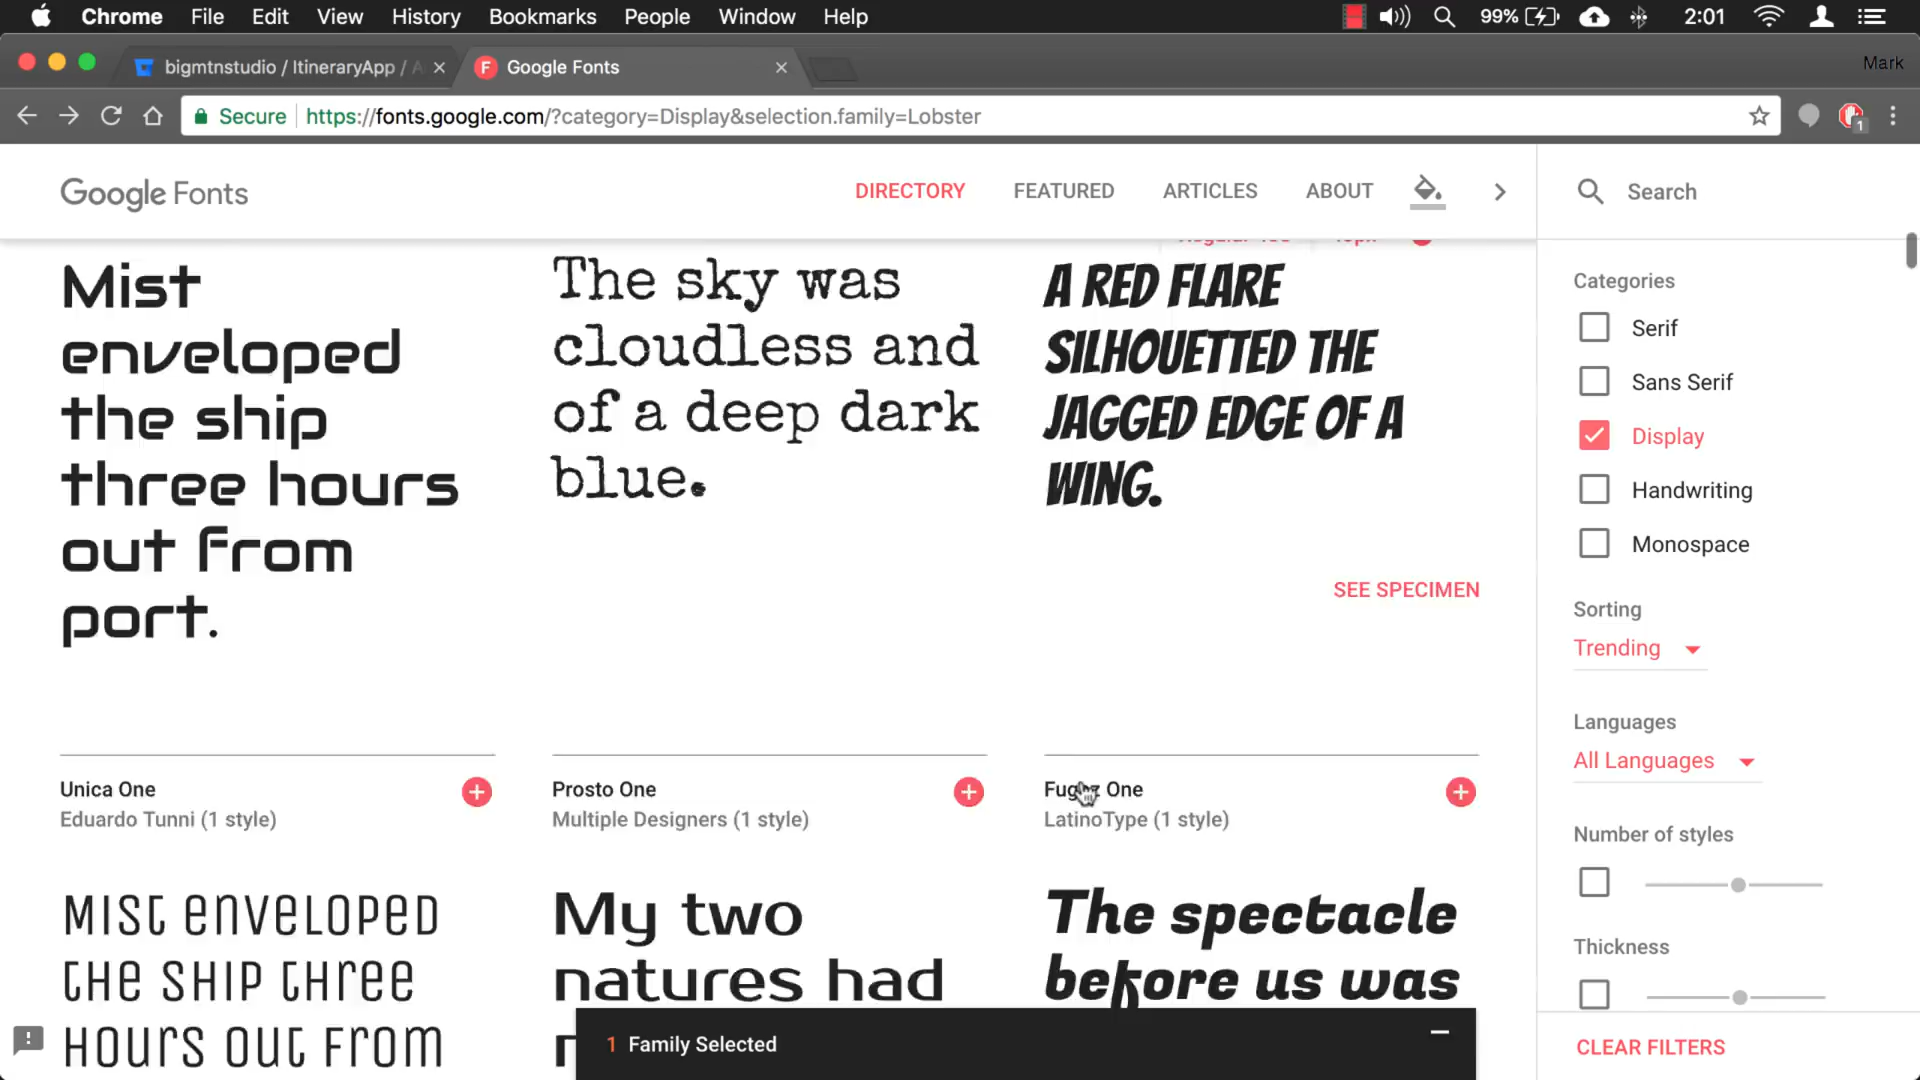 Chrome File Edit View History Bookmarks People Window Help 99% 2:01
bigmtnstudio / ItineraryApp /
Google Fonts
Mark
Secure https://fonts.google.com/?category=Display&selection.family=Lobster
1
Google Fonts
DIRECTORY FEATURED ARTICLES ABOUT
Search
Mist
enveloped
the ship
three hours
out from
port.
The sky was
cloudless and
of a deep dark
blue.
A RED FLARE
SILHOUETTED THE
JAGGED EDGE OF A
WING.
SEE SPECIMEN
Unica One
Eduardo Tunni (1 style)
Prosto One
Multiple Designers (1 style)
One
LatinoType (1 style)
Mist enveloped
the ship three
hours out from
My two
natures had
The spectacle
before us was
1 Family Selected
Categories
Serif
Sans Serif
Display
Handwriting
Monospace
Sorting
Trending
Languages
All Languages
Number of styles
Thickness
CLEAR FILTERS